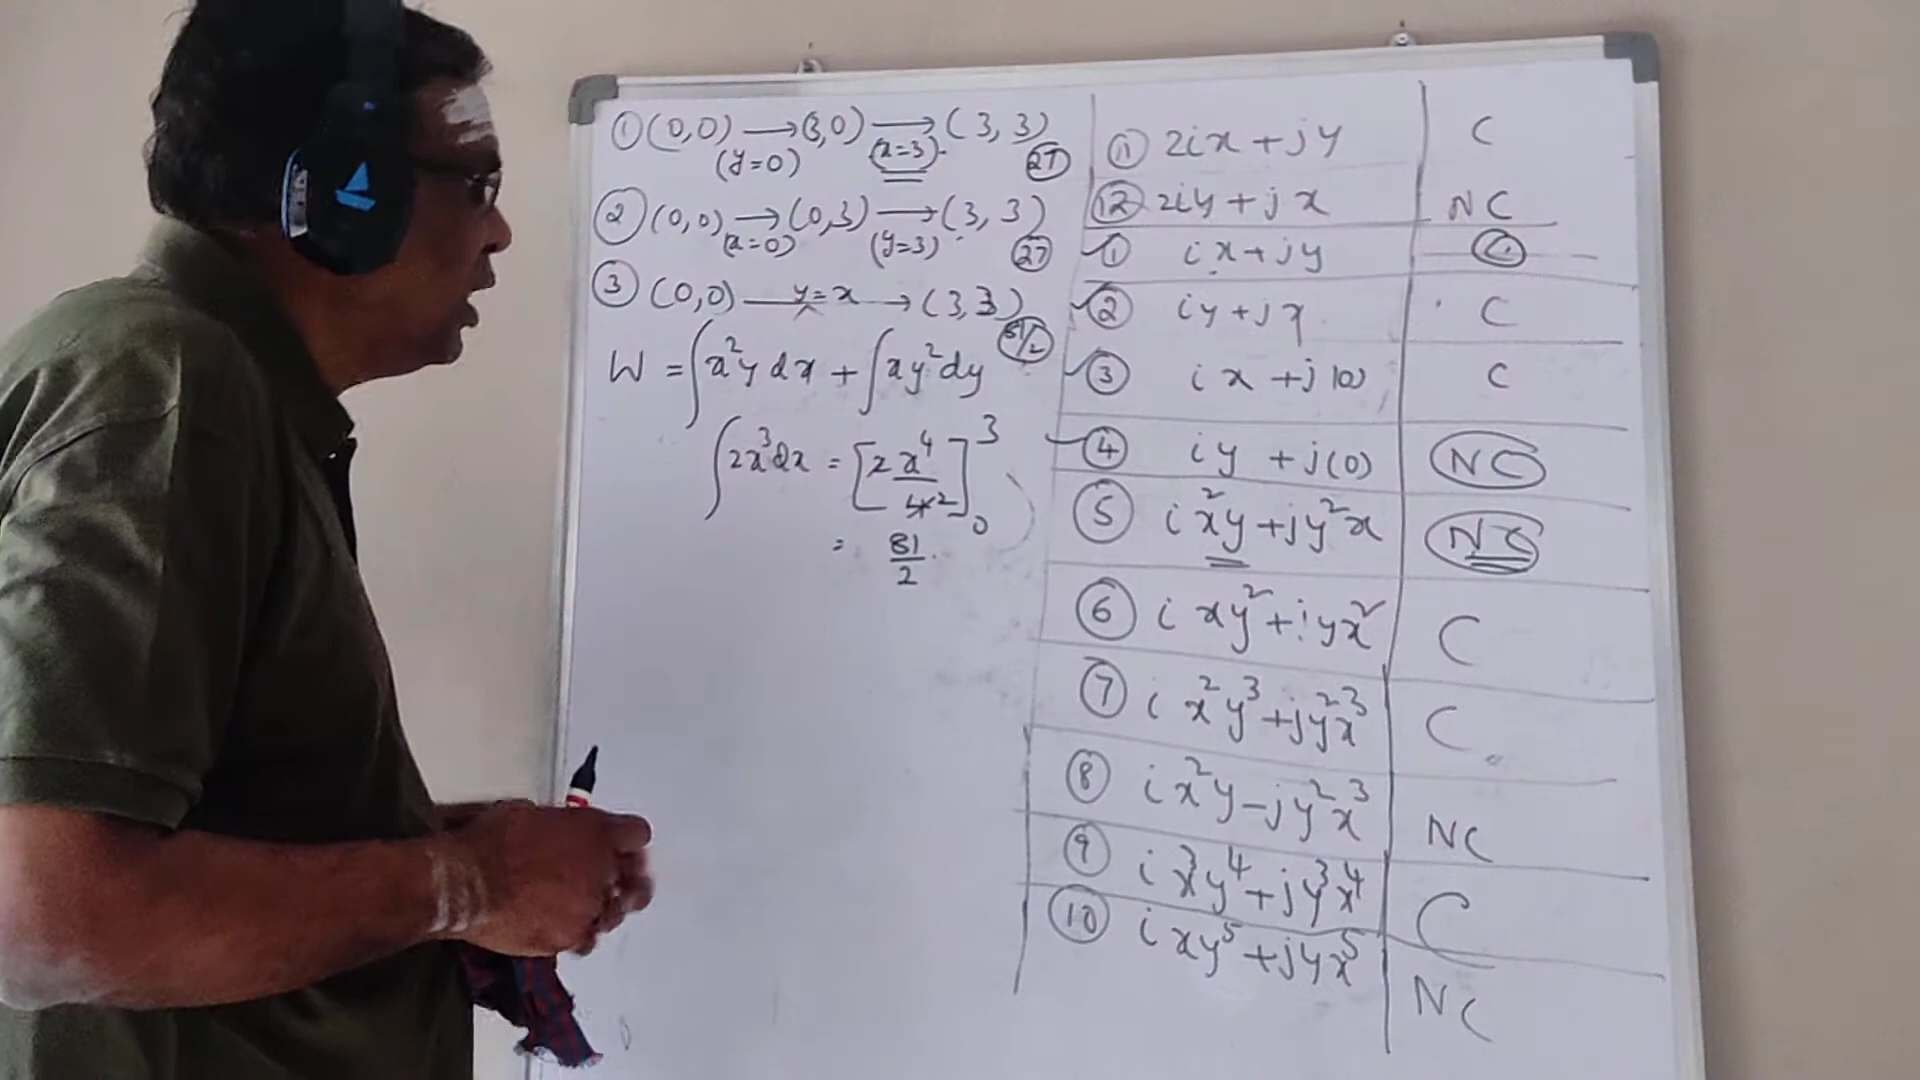 ① (0,0) ⟶ (3,0) ⟶ (3, 3)
(y=0) (x=3) 27
② (0,0) ⟶ (0,3) ⟶ (3, 3)
(x=0) (y=3) 27
③ (0,0) —y=x→ (3,3)
81/2
W = ∫x²y dx + ∫xy² dy
∫2x³dx = [2 x⁴/4×2]₀³
= 81/2
⑪ 2ix + jy C
⑫ 2iy + jx NC
① ix + jy C
② iy + jx C
③ ix + j(0) C
④ iy + j(0) NC
⑤ ix²y + jy²x NC
⑥ ixy² + jyx² C
⑦ ix²y³ + jy²x³ C
⑧ ix²y – jy²x³ NC
⑨ ix³y⁴ + jy³x⁴ C
⑩ ixy⁵ + jyx⁵ NC